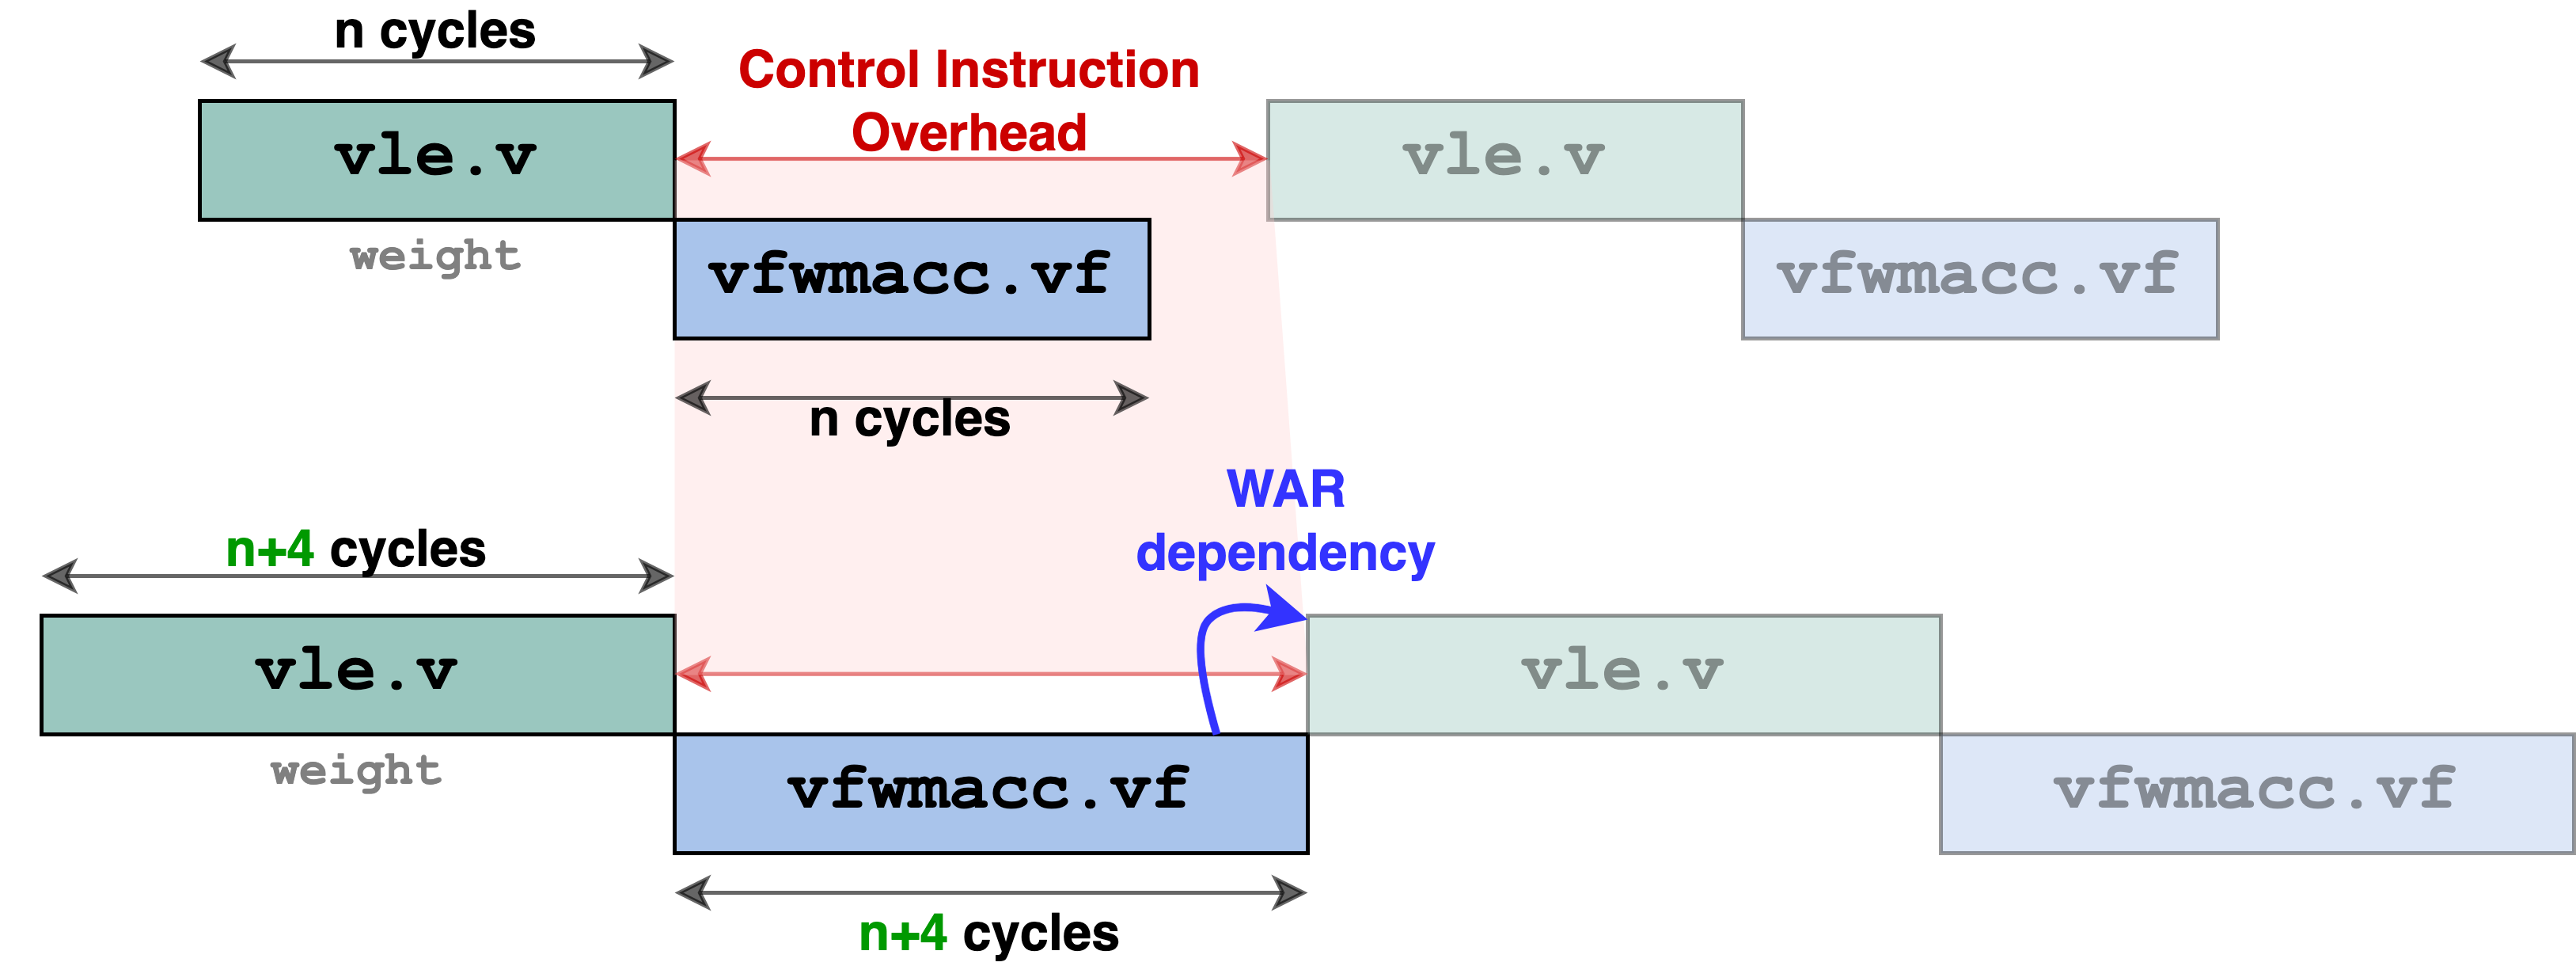 n cycles
Control Instruction
Overhead
vle.v
vle.v
weight
vfwmacc.vf
vfwmacc.vf
n cycles
WAR
dependency
n+4 cycles
vle.v
vle.v
weight
vfwmacc.vf
vfwmacc.vf
n+4 cycles